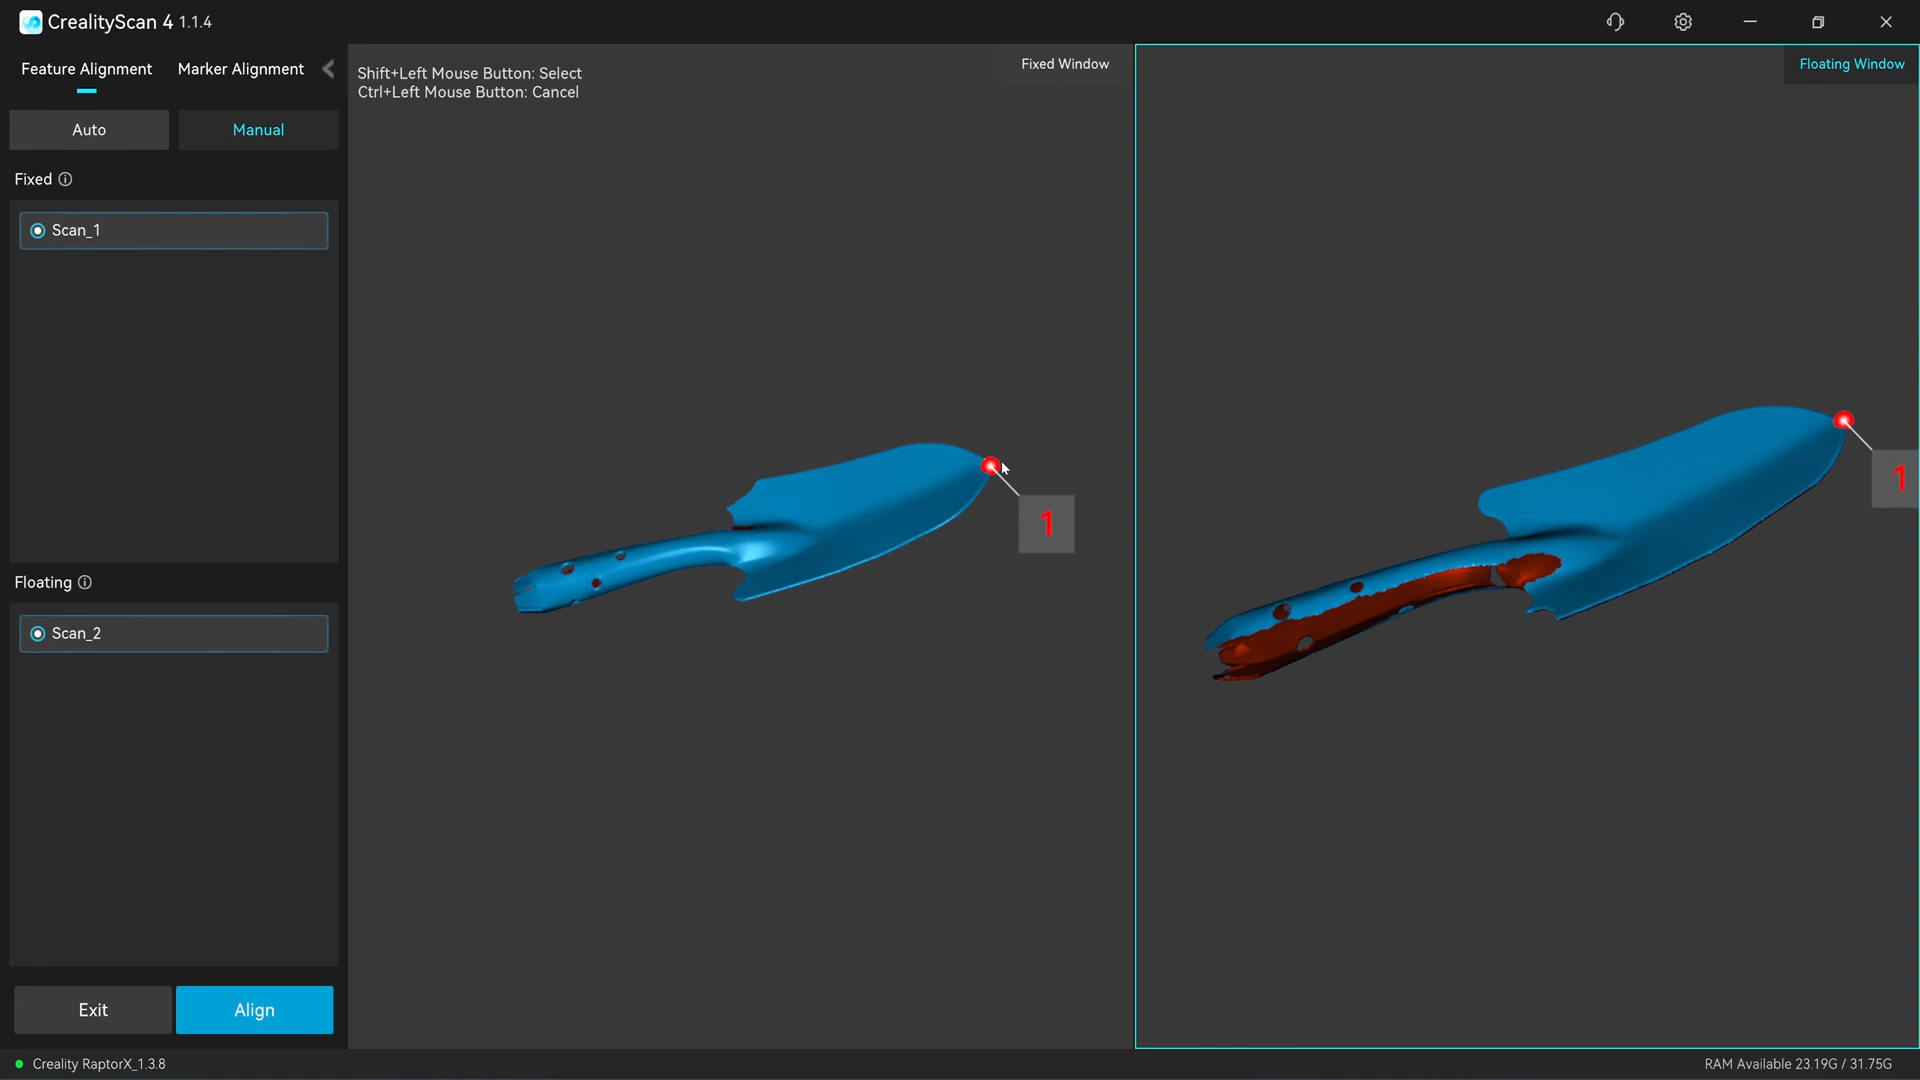 CrealityScan 4 1.1.4
Feature Alignment
Marker Alignment
Auto
Manual
Fixed
Scan_1
Floating
Scan_2
Exit
Align
Shift+Left Mouse Button: Select
Ctrl+Left Mouse Button: Cancel
Fixed Window
1
Floating Window
1
Creality RaptorX_1.3.8
RAM Available 23.19G / 31.75G